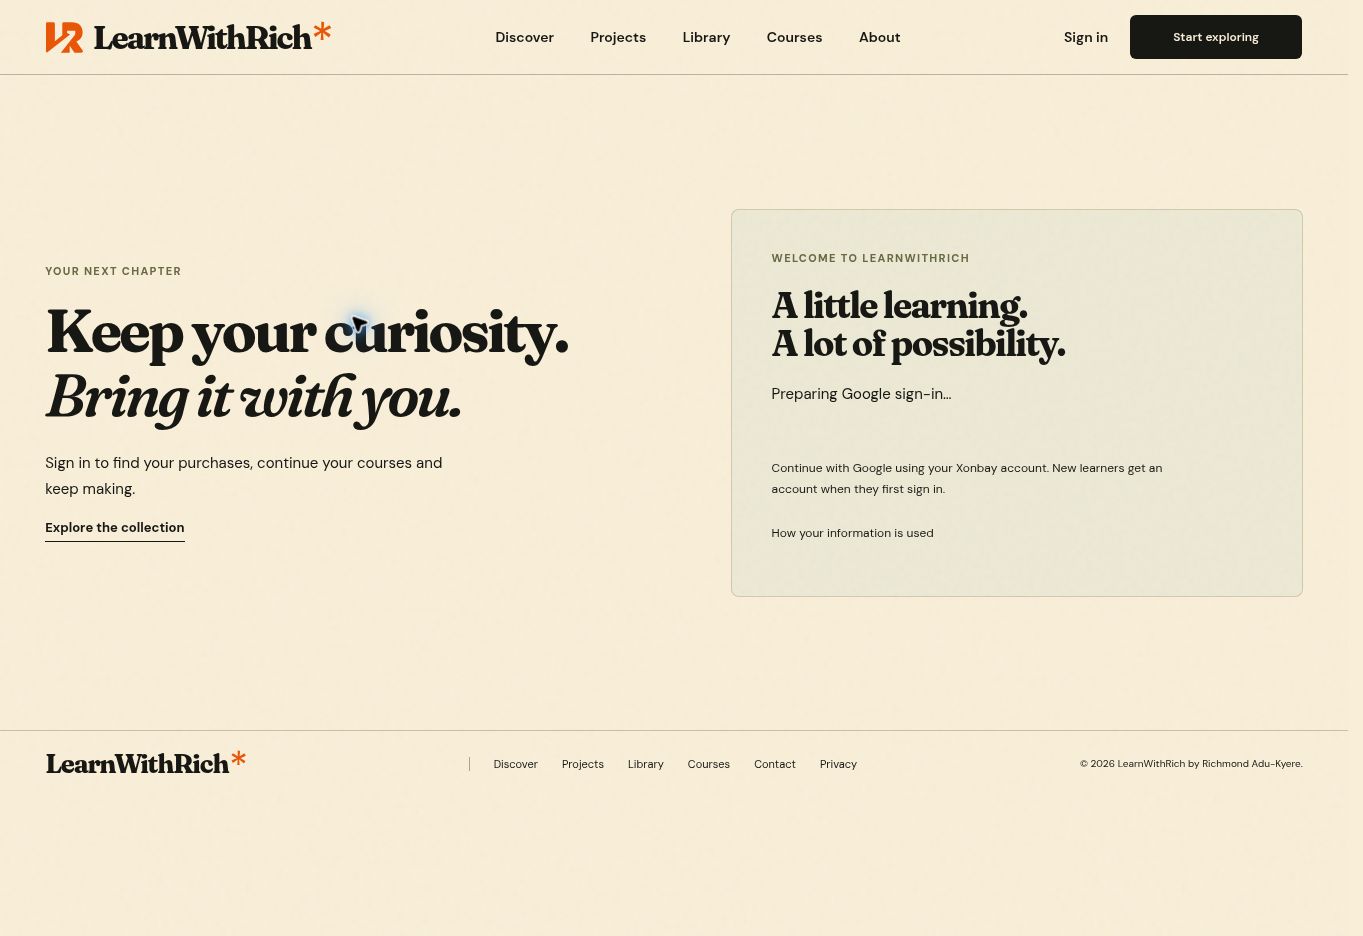 LearnWithRich*
Discover
Projects
Library
Courses
About
Sign in
Start exploring
YOUR NEXT CHAPTER
Keep your curiosity.
Bring it with you.
Sign in to find your purchases, continue your courses and
keep making.
Explore the collection
WELCOME TO LEARNWITHRICH
A little learning.
A lot of possibility.
Preparing Google sign-in...
Continue with Google using your Xonbay account. New learners get an
account when they first sign in.
How your information is used
LearnWithRich*
Discover
Projects
Library
Courses
Contact
Privacy
© 2026 LearnWithRich by Richmond Adu-Kyere.